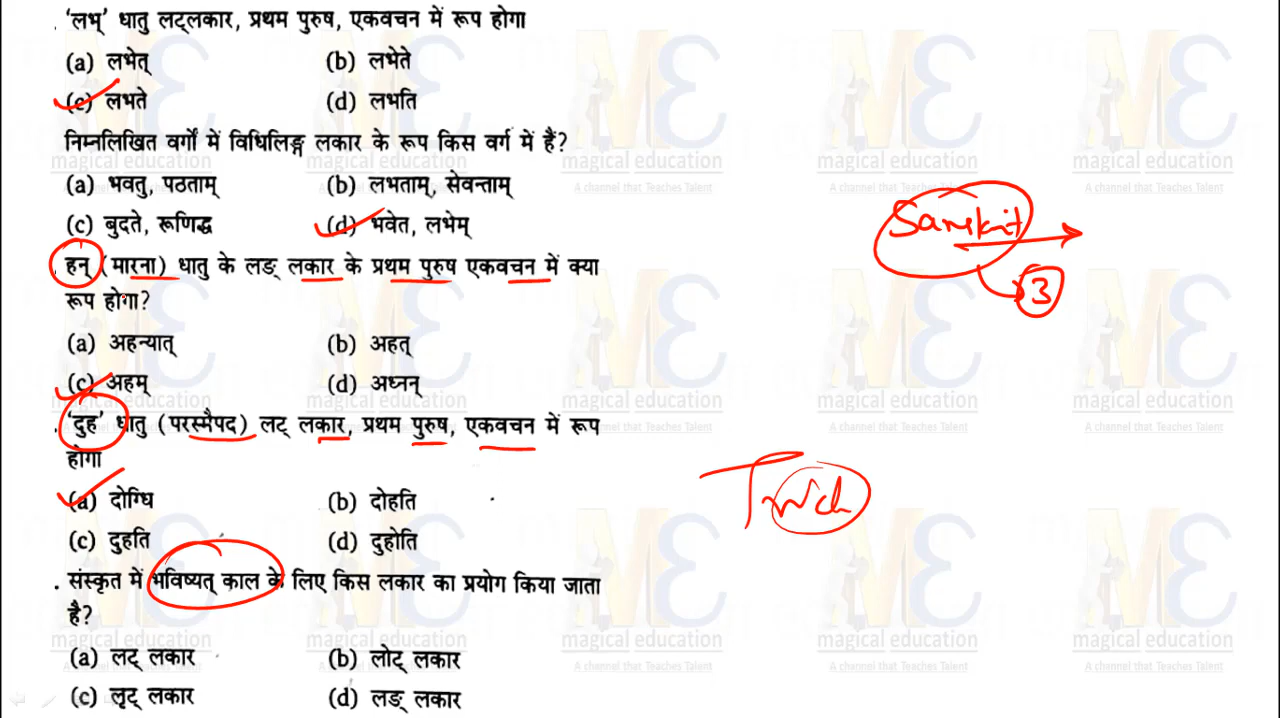 . 'लभ्' धातु लट्लकार, प्रथम पुरुष, एकवचन में रूप होगा
(a) लभेत् (b) लभेते
(c) लभते (d) लभति
निम्नलिखित वर्गों में विधिलिङ्ग लकार के रूप किस वर्ग में हैं?
(a) भवतु, पठताम् (b) लभताम्, सेवन्ताम्
(c) बुदते, रूणिद्ध (d) भवेत, लभेम्
. हन् (मारना) धातु के लङ् लकार के प्रथम पुरुष एकवचन में क्या
रूप होगा?
(a) अहन्यात् (b) अहत्
(c) अहम् (d) अध्नन्
. 'दुह' धातु (परस्मैपद) लट् लकार, प्रथम पुरुष, एकवचन में रूप
होगा
(a) दोग्धि (b) दोहति
(c) दुहति (d) दुहोति
. संस्कृत में भविष्यत् काल के लिए किस लकार का प्रयोग किया जाता
है?
(a) लट् लकार (b) लोट् लकार
(c) लृट् लकार (d) लङ् लकार
Sanskrit
3
magical education
A channel that Teaches Talent